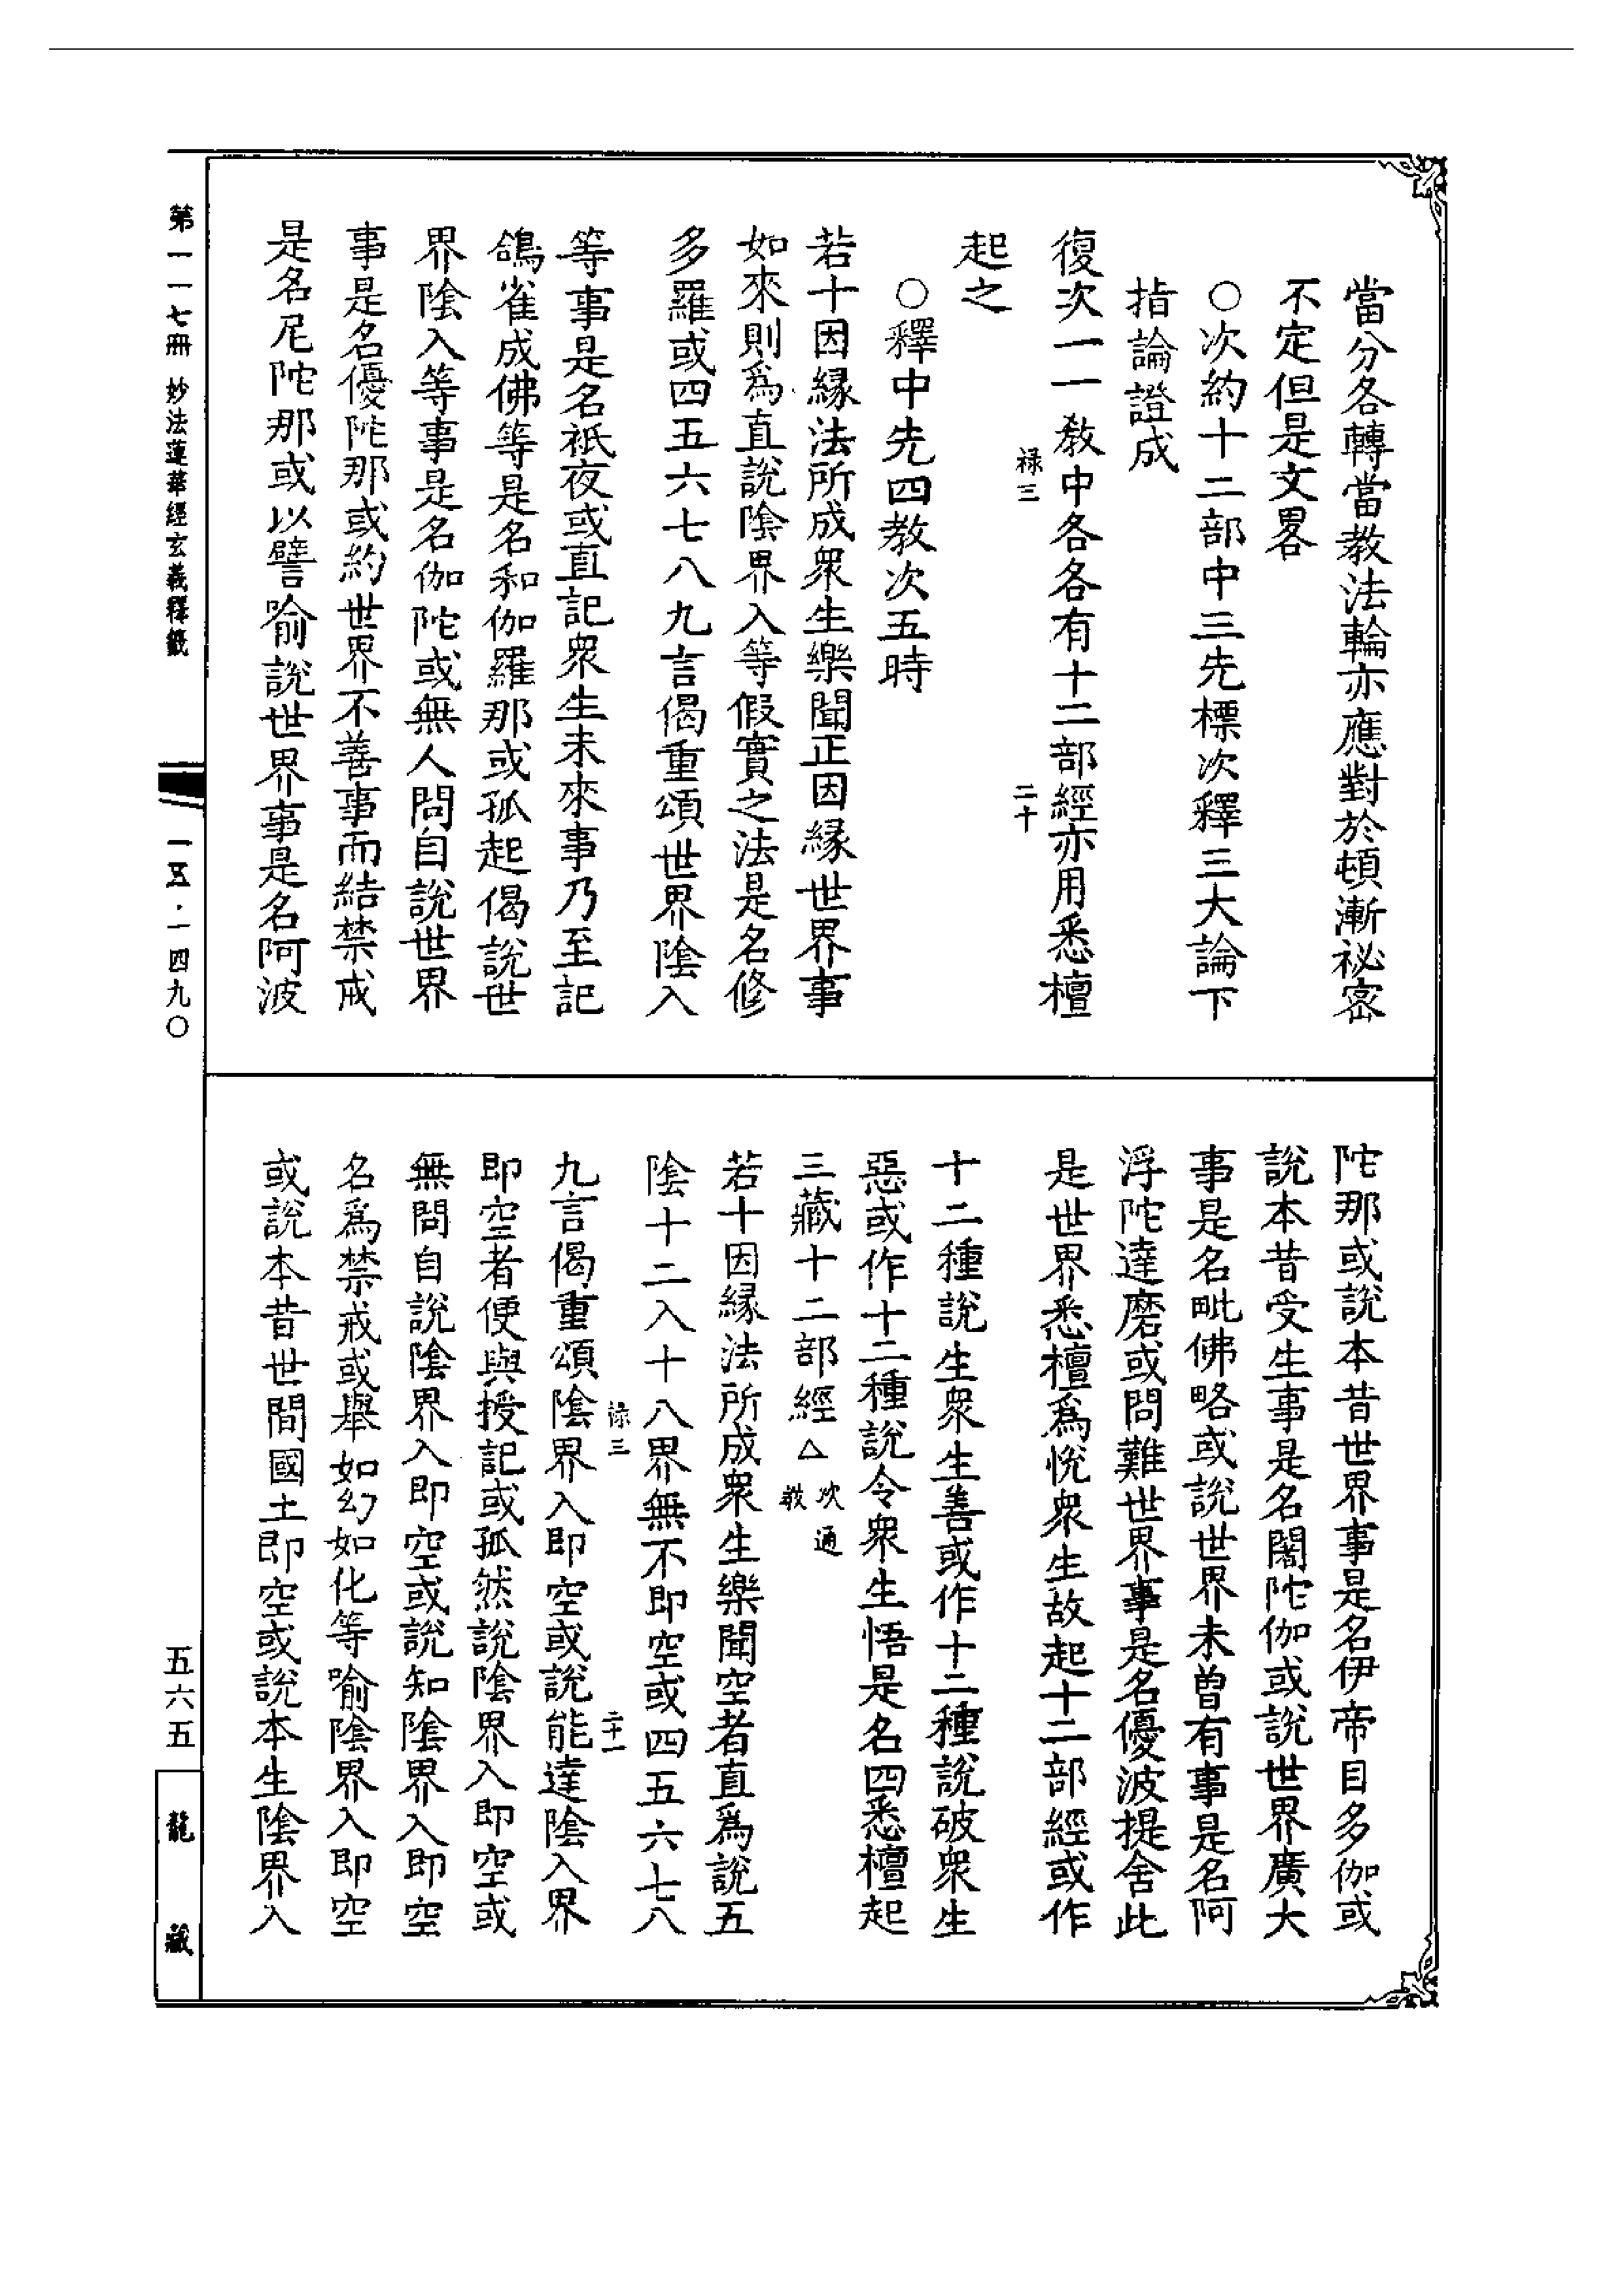 當分各轉當教法輪亦應對於頓漸祕密
不定但是文畧
○次約十二部中三先標次釋三大論下
指論證成
復次一一教中各各有十二部經亦用悉檀
祿三 二十
起之
○釋中先四教次五時
若十因緣法所成衆生樂聞正因緣世界事
如來則爲直說陰界入等假實之法是名修
多羅或四五六七八九言偈重頌世界陰入
等事是名祇夜或直記衆生未來事乃至記
鴿雀成佛等是名和伽羅那或孤起偈說世
界陰入等事是名伽陀或無人問自說世界
事是名優陀那或約世界不善事而結禁戒
是名尼陀那或以譬喻說世界事是名阿波
陀那或說本昔世界事是名伊帝目多伽或
說本昔受生事是名闍陀伽或說世界廣大
事是名毗佛略或說世界未曾有事是名阿
浮陀達磨或問難世界事是名優波提舍此
是世界悉檀爲悅衆生故起十二部經或作
十二種說生衆生善或作十二種說破衆生
惡或作十二種說令衆生悟是名四悉檀起
三藏十二部經△次通教
若十因緣法所成衆生樂聞空者直爲說五
陰十二入十八界無不即空或四五六七八
祿三 二十一
九言偈重頌陰界入即空或說能達陰入界
即空者便與授記或孤然說陰界入即空或
無問自說陰界入即空或說知陰界入即空
名爲禁戒或舉如幻如化等喻陰界入即空
或說本昔世間國土即空或說本生陰界入
第一一七冊 妙法蓮華經玄義釋籤 一五·一四九〇 五六五 龍藏